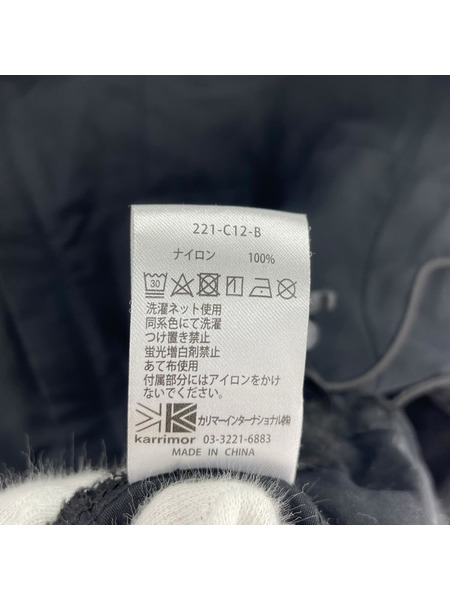 221-C12-B
ナイロン 100%
30
洗濯ネット使用
同系色にて洗濯
つけ置き禁止
蛍光増白剤禁止
あて布使用
付属部分にはアイロンをかけ
ないでください
カリマーインターナショナル㈱
karrimor 03-3221-6883
MADE IN CHINA